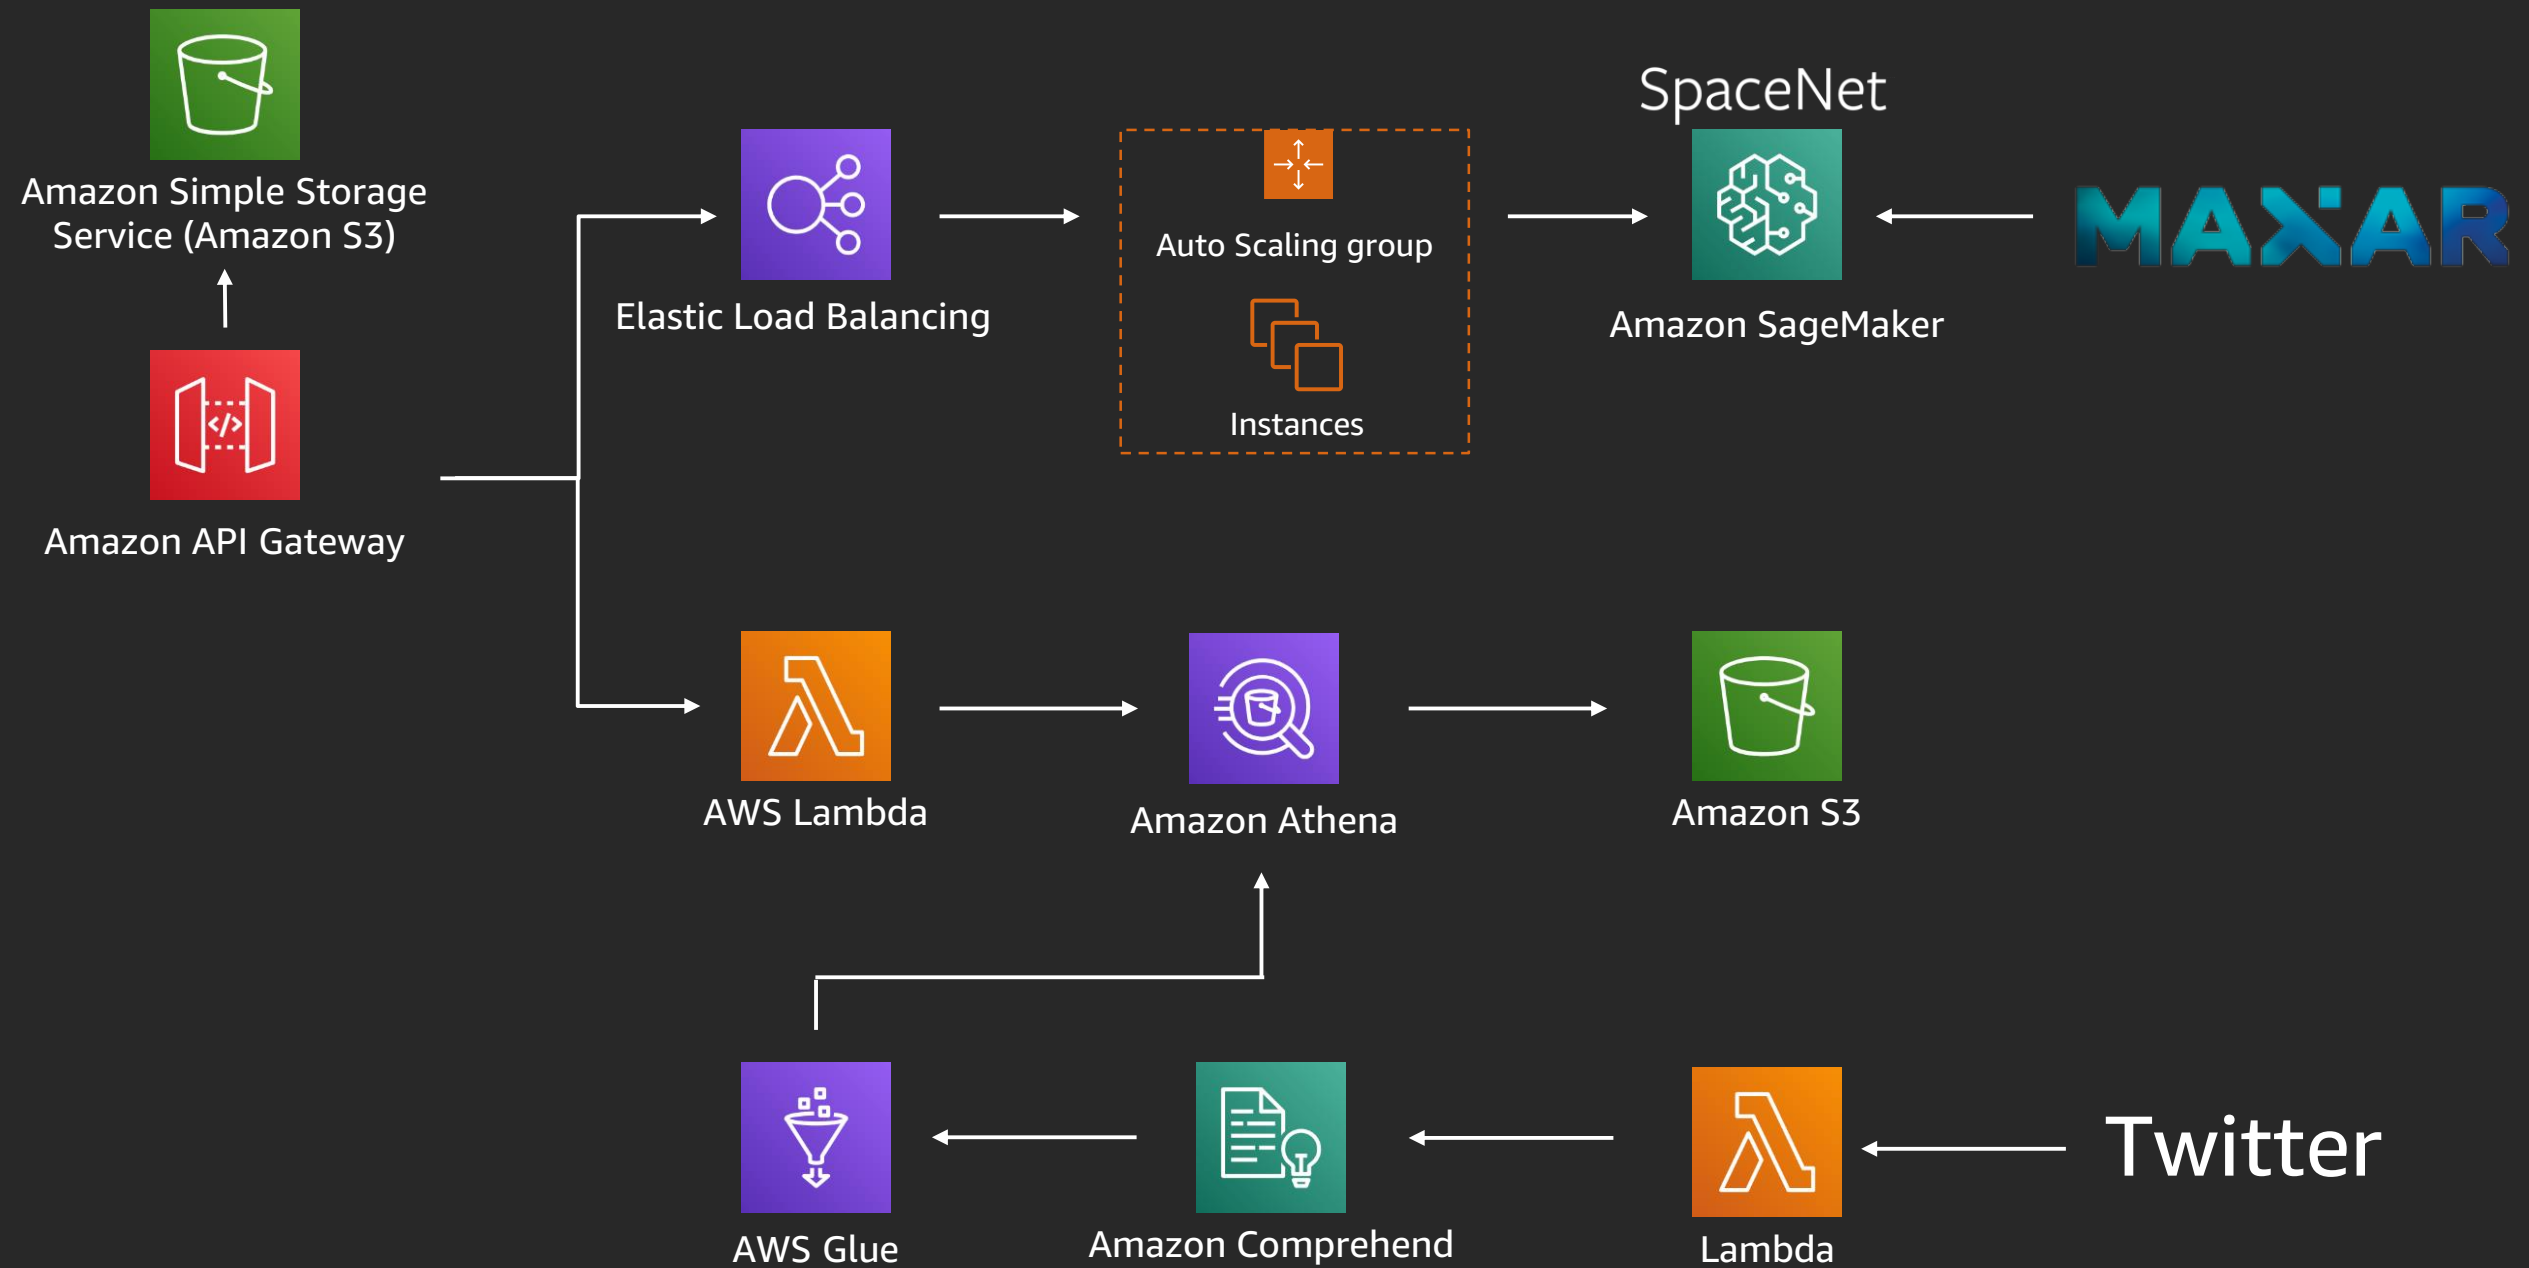 Amazon Simple Storage
Service (Amazon S3)
Amazon API Gateway
Elastic Load Balancing
Auto Scaling group
Instances
SpaceNet
Amazon SageMaker
MAXAR
</>
AWS Lambda
Amazon Athena
Amazon S3
AWS Glue
Amazon Comprehend
Lambda
Twitter